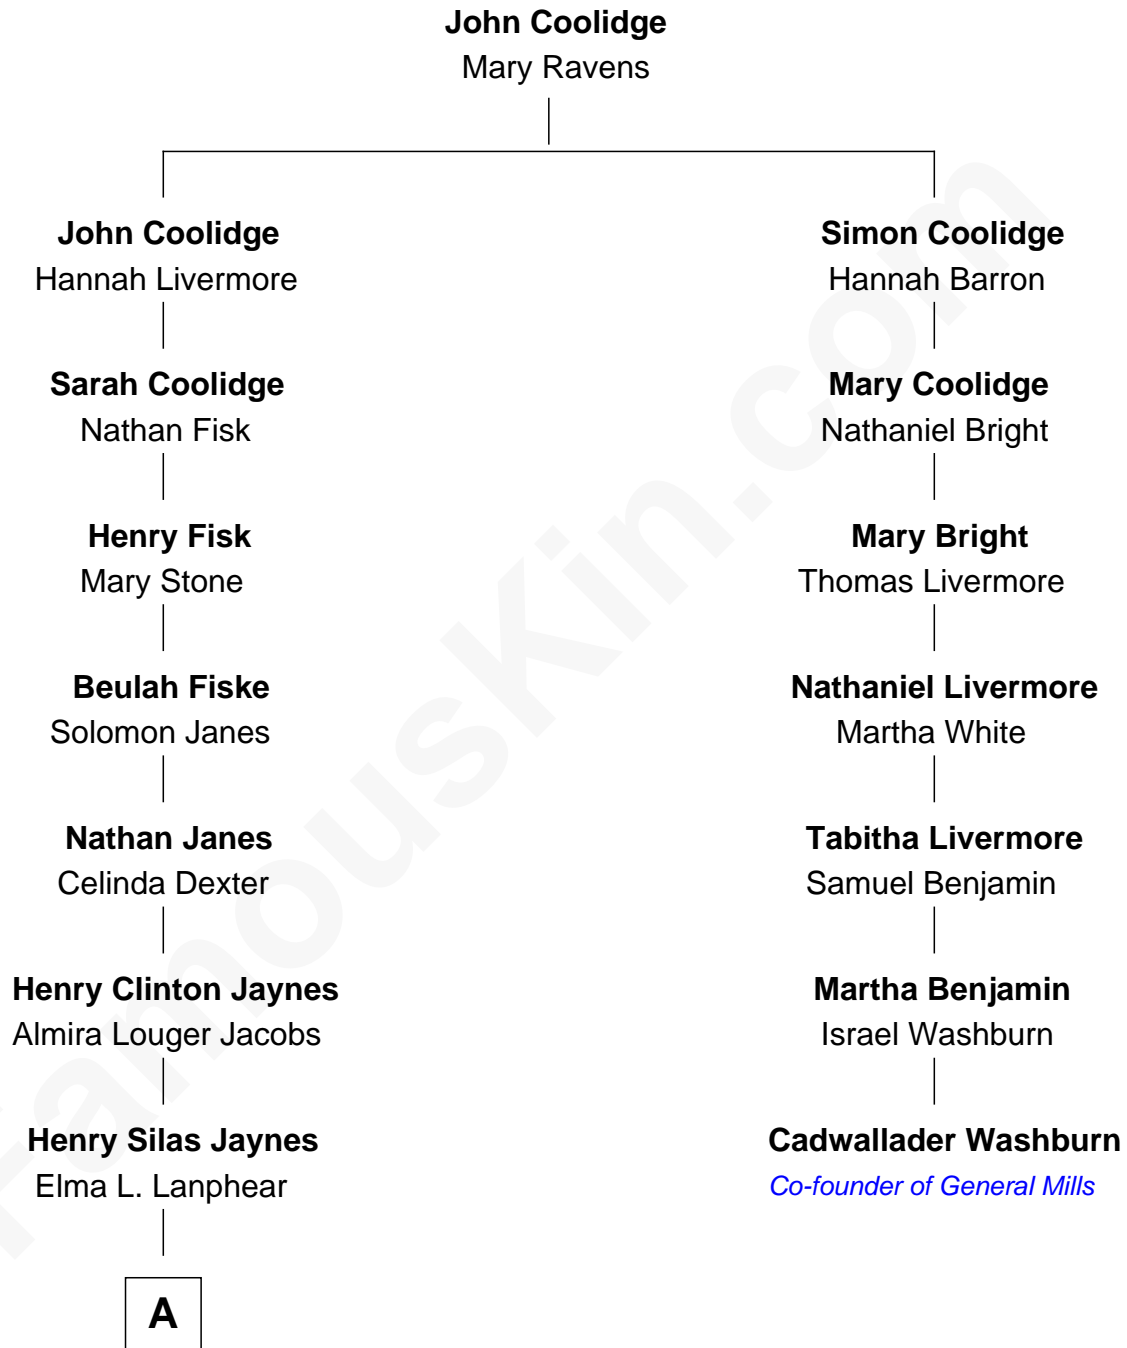 John Coolidge
Mary Ravens
John Coolidge
Hannah Livermore
Simon Coolidge
Hannah Barron
Sarah Coolidge
Nathan Fisk
Mary Coolidge
Nathaniel Bright
Henry Fisk
Mary Stone
Mary Bright
Thomas Livermore
Beulah Fiske
Solomon Janes
Nathaniel Livermore
Martha White
Nathan Janes
Celinda Dexter
Tabitha Livermore
Samuel Benjamin
Henry Clinton Jaynes
Almira Louger Jacobs
Martha Benjamin
Israel Washburn
Henry Silas Jaynes
Elma L. Lanphear
Cadwallader Washburn
Co-founder of General Mills
A
FamousKin.com